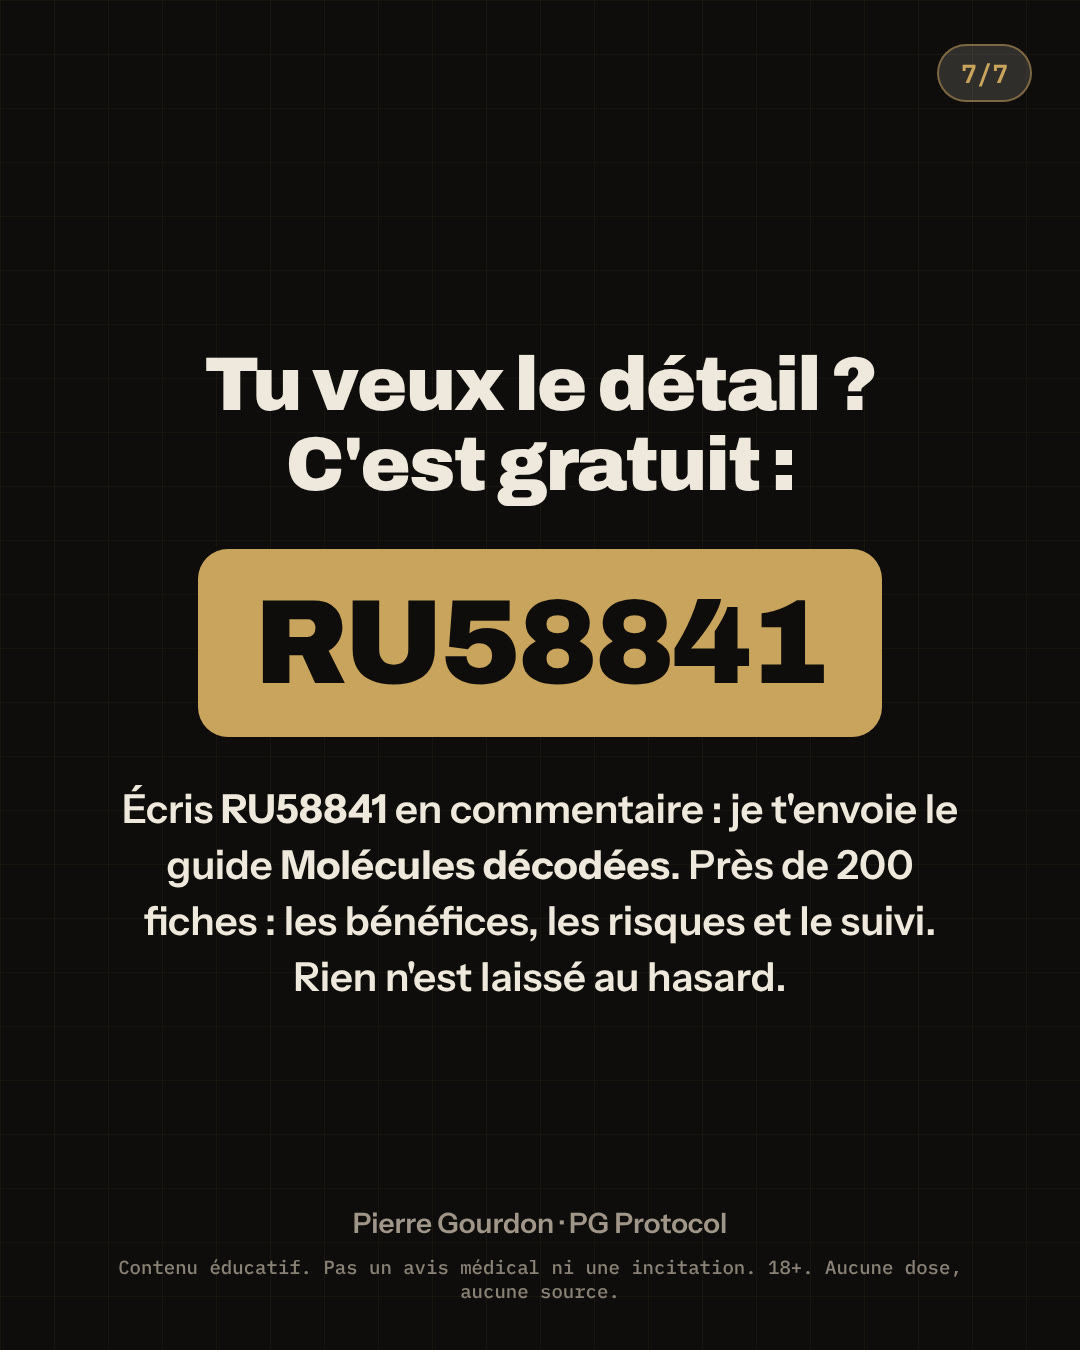 7/7
Tu veux le détail ?
C'est gratuit :
RU58841
Écris RU58841 en commentaire : je t'envoie le
guide Molécules décodées. Près de 200
fiches : les bénéfices, les risques et le suivi.
Rien n'est laissé au hasard.
Pierre Gourdon · PG Protocol
Contenu éducatif. Pas un avis médical ni une incitation. 18+. Aucune dose,
aucune source.